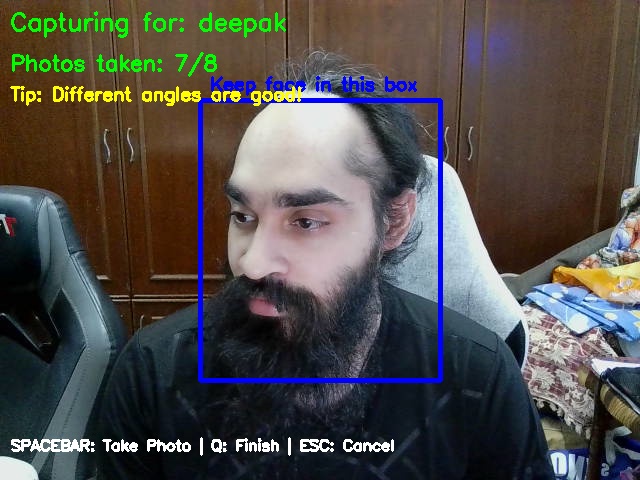 Capturing for: deepak
Photos taken: 7/8
Keep face in this box
Tip: Different angles are good!
SPACEBAR: Take Photo | Q: Finish | ESC: Cancel